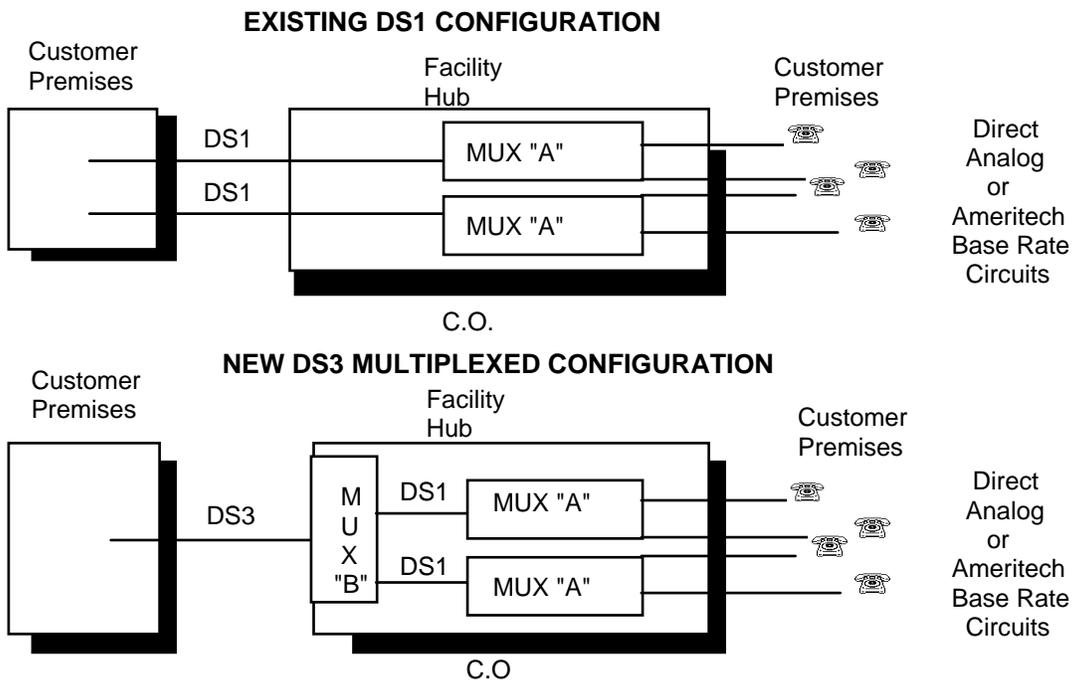 EXISTING DS1 CONFIGURATION
Customer
Premises
Facility
Hub
Customer
Premises
DS1
MUX "A"
DS1
MUX "A"
Direct
Analog
or
Ameritech
Base Rate
Circuits
C.O.
NEW DS3 MULTIPLEXED CONFIGURATION
Customer
Premises
Facility
Hub
Customer
Premises
DS3
M
U
X
"B"
DS1
MUX "A"
DS1
MUX "A"
Direct
Analog
or
Ameritech
Base Rate
Circuits
C.O